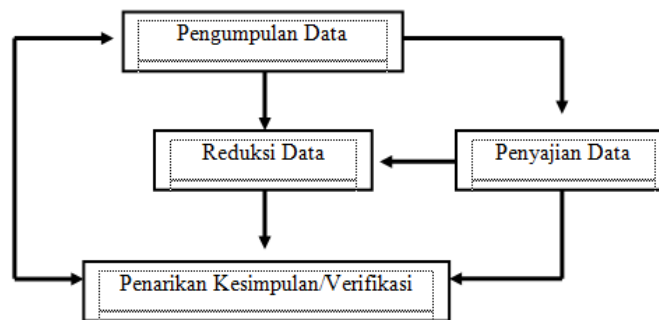 Pengumpulan Data
Reduksi Data
Penyajian Data
Penarikan Kesimpulan/Verifikasi